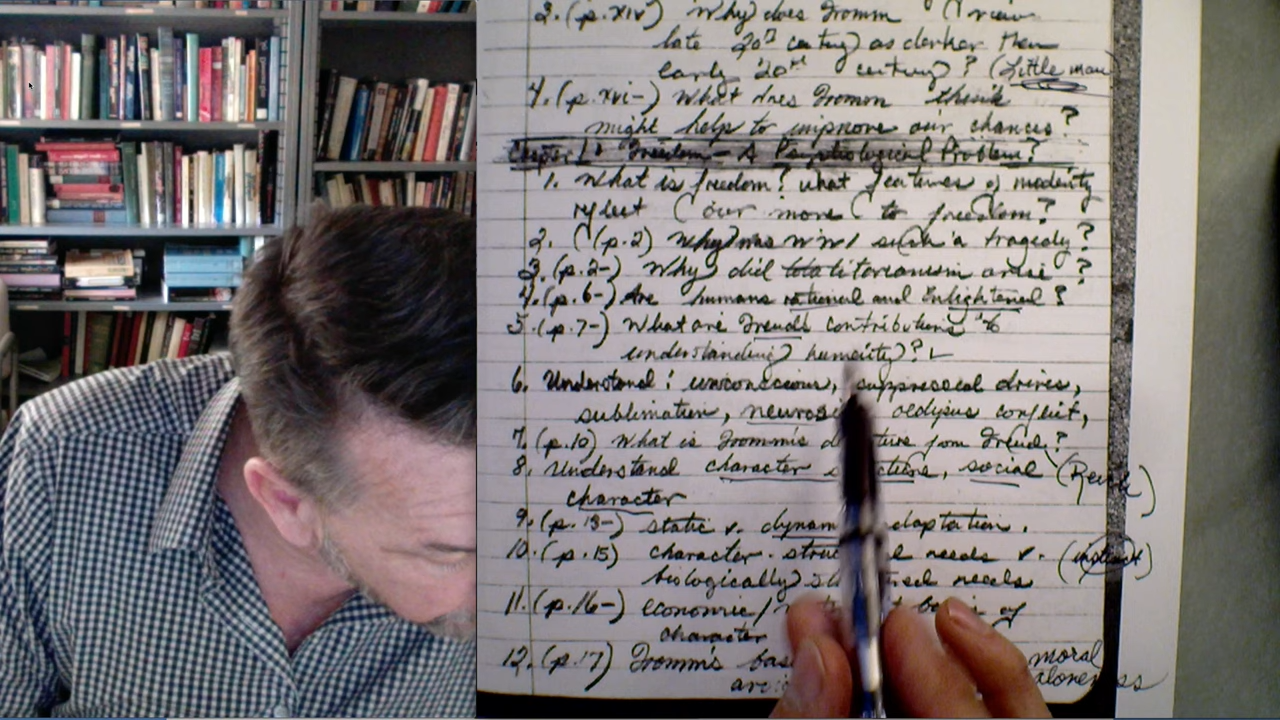 3. (p. xiv) Why does Fromm view
late 20th century as darker than
early 20th century? (Little man)
4. (p. xvi-) What does Fromm think
might help to improve our chances?
Chapter 1: Freedom - A Psychological Problem?
1. What is freedom? What features of modernity
reflect our move to freedom?
2. (p. 2) Why was WWI such a tragedy?
3. (p. 2-) Why did totalitarianism arise?
4. (p. 6-) Are humans rational and Enlightened?
5. (p. 7-) What are Freud's contributions to
understanding humanity?
6. Understand: unconscious, suppressed drives,
sublimation, neurosis oedipus conflict,
7. (p. 10) What is Fromm's departure from Freud?
8. Understand character structure, social (Reich)
character
9. (p. 13-) static v. dynamic adaptation.
10. (p. 15) character. needs v. (instinct)
biologically needs
11. (p. 16-) economic/ of
character
12. (p. 17) Fromm's moral
aloneness